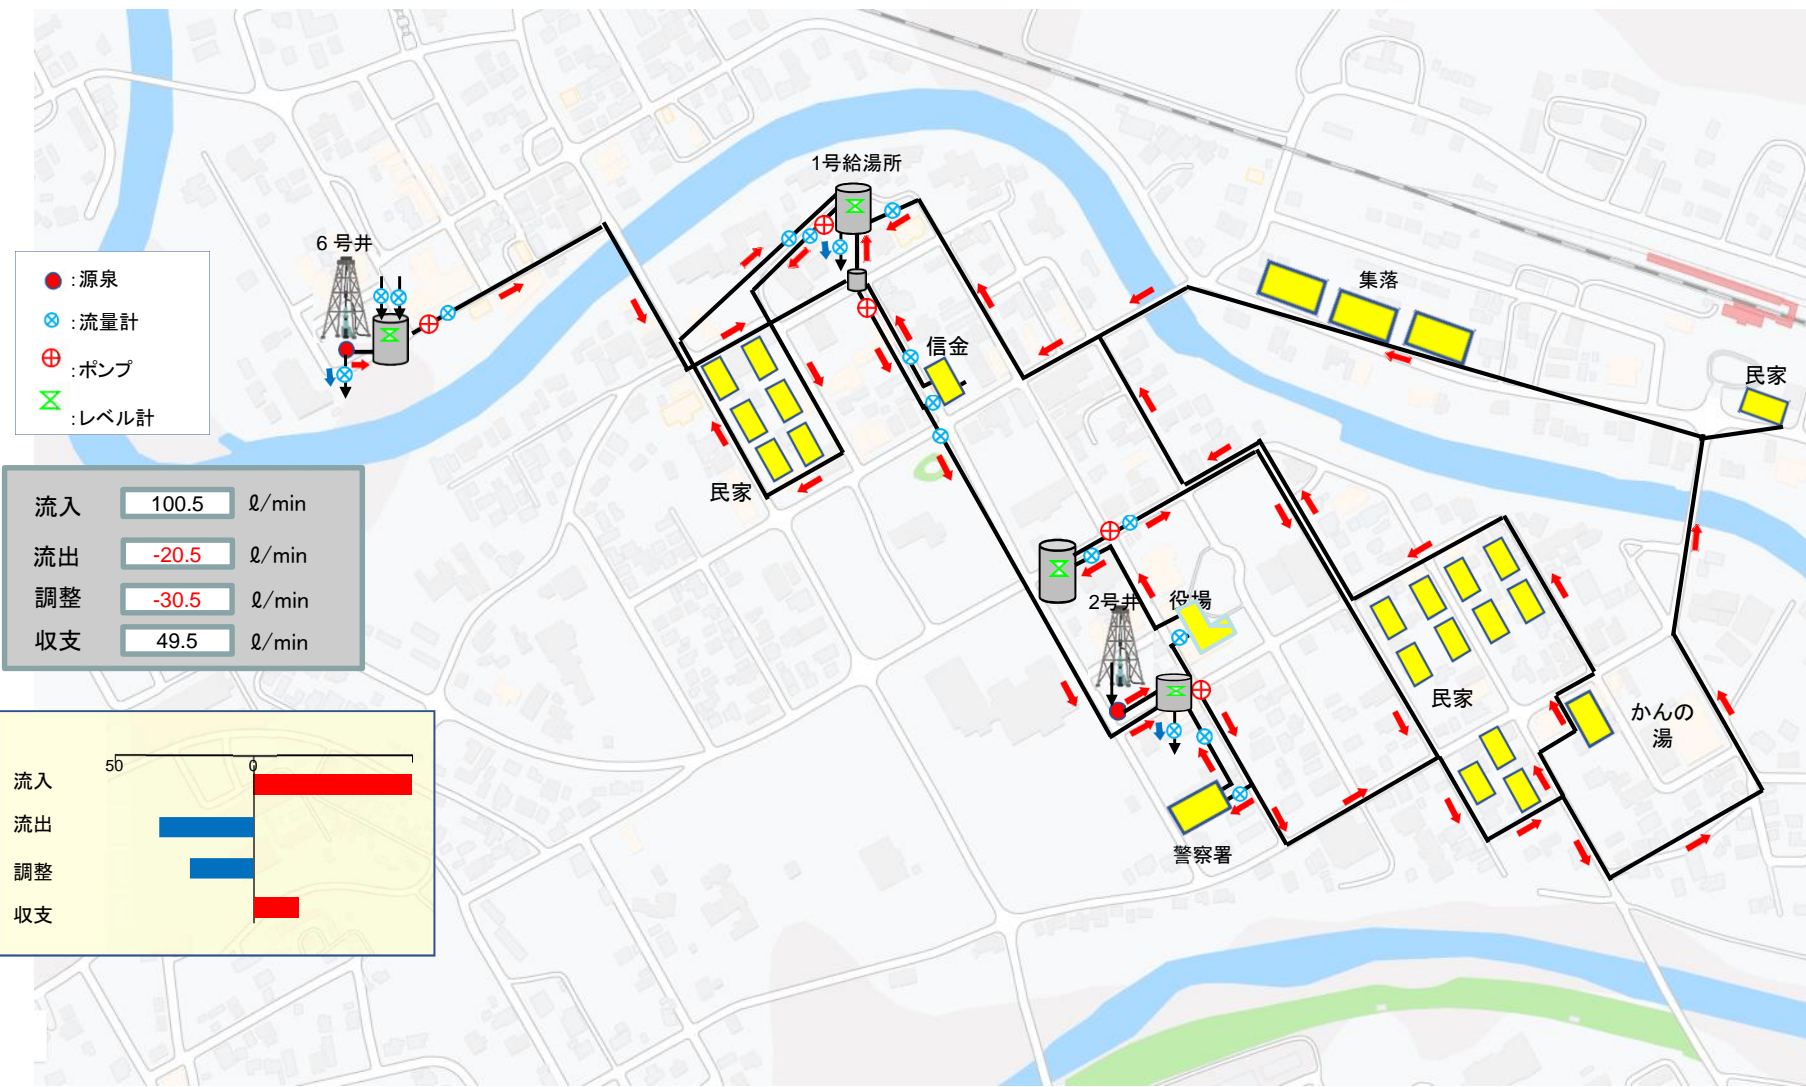 1号給湯所
6 号井
:源泉
:流量計
:ポンプ
:レベル計
集落
民家
信金
民家
流入 100.5 ℓ/min
流出 -20.5 ℓ/min
調整 -30.5 ℓ/min
収支 49.5 ℓ/min
2号井
役場
民家
かんの
湯
警察署
50 0
流入
流出
調整
収支